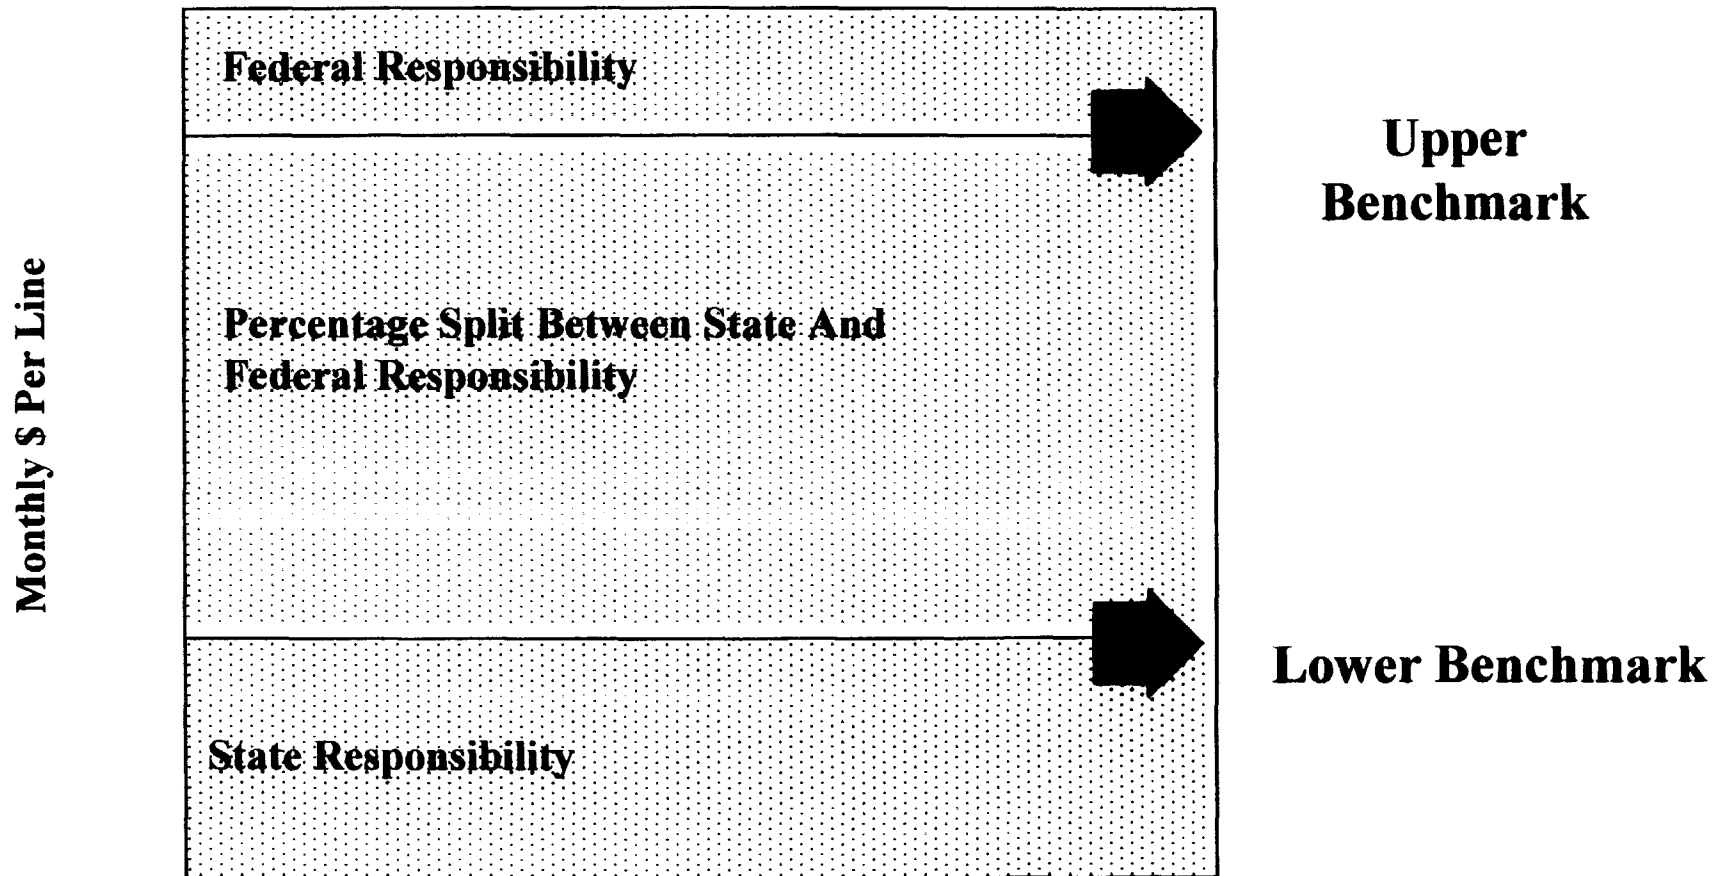 Federal Responsibility
Upper
Benchmark
Percentage Split Between State And
Federal Responsibility
Monthly $ Per Line
Lower Benchmark
State Responsibility